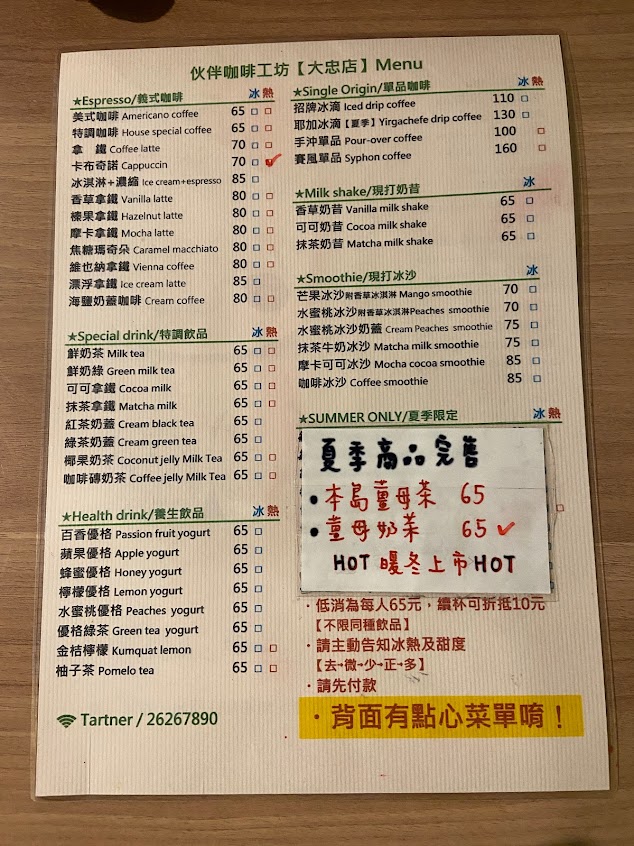 伙伴咖啡工坊【大忠店】Menu
★Espresso/義式咖啡 冰 熱
美式咖啡 Americano coffee 65 □ □
特調咖啡 House special coffee 65 □ □
拿 鐵 Coffee latte 70 □ □
卡布奇諾 Cappuccin 70 □ ✓
冰淇淋+濃縮 Ice cream+espresso 85 □
香草拿鐵 Vanilla latte 80 □ □
榛果拿鐵 Hazelnut latte 80 □ □
摩卡拿鐵 Mocha latte 80 □ □
焦糖瑪奇朵 Caramel macchiato 80 □ □
維也納拿鐵 Vienna coffee 80 □ □
漂浮拿鐵 Ice cream latte 85 □
海鹽奶蓋咖啡 Cream coffee 80 □ □
★Special drink/特調飲品 冰 熱
鮮奶茶 Milk tea 65 □ □
鮮奶綠 Green milk tea 65 □ □
可可拿鐵 Cocoa milk 65 □ □
抹茶拿鐵 Matcha milk 65 □ □
紅茶奶蓋 Cream black tea 65 □
綠茶奶蓋 Cream green tea 65 □
椰果奶茶 Coconut jelly Milk Tea 65 □ □
咖啡磚奶茶 Coffee jelly Milk Tea 65 □ □
★Health drink/養生飲品 冰 熱
百香優格 Passion fruit yogurt 65 □
蘋果優格 Apple yogurt 65 □
蜂蜜優格 Honey yogurt 65 □
檸檬優格 Lemon yogurt 65 □
水蜜桃優格 Peaches yogurt 65 □
優格綠茶 Green tea yogurt 65 □
金桔檸檬 Kumquat lemon 65 □ □
柚子茶 Pomelo tea 65 □ □
Tartner / 26267890
★Single Origin/單品咖啡 冰 熱
招牌冰滴 Iced drip coffee 110 □
耶加冰滴【夏季】Yirgachefe drip coffee 130 □
手沖單品 Pour-over coffee 100 □
賽風單品 Syphon coffee 160 □
★Milk shake/現打奶昔 冰
香草奶昔 Vanilla milk shake 65 □
可可奶昔 Cocoa milk shake 65 □
抹茶奶昔 Matcha milk shake 65 □
★Smoothie/現打冰沙 冰
芒果冰沙附香草冰淇淋 Mango smoothie 70 □
水蜜桃冰沙附香草冰淇淋Peaches smoothie 70 □
水蜜桃冰沙奶蓋 Cream Peaches smoothie 75 □
抹茶牛奶冰沙 Matcha milk smoothie 75 □
摩卡可可冰沙 Mocha cocoa smoothie 85 □
咖啡冰沙 Coffee smoothie 85 □
★SUMMER ONLY/夏季限定 冰 熱
夏季商品完售
•本島薑母茶 65
•薑母奶茶 65 ✓
HOT 暖冬上市 HOT
·低消為每人65元，續杯可折抵10元
【不限同種飲品】
·請主動告知冰熱及甜度
【去→微→少→正→多】
·請先付款
·背面有點心菜單唷！